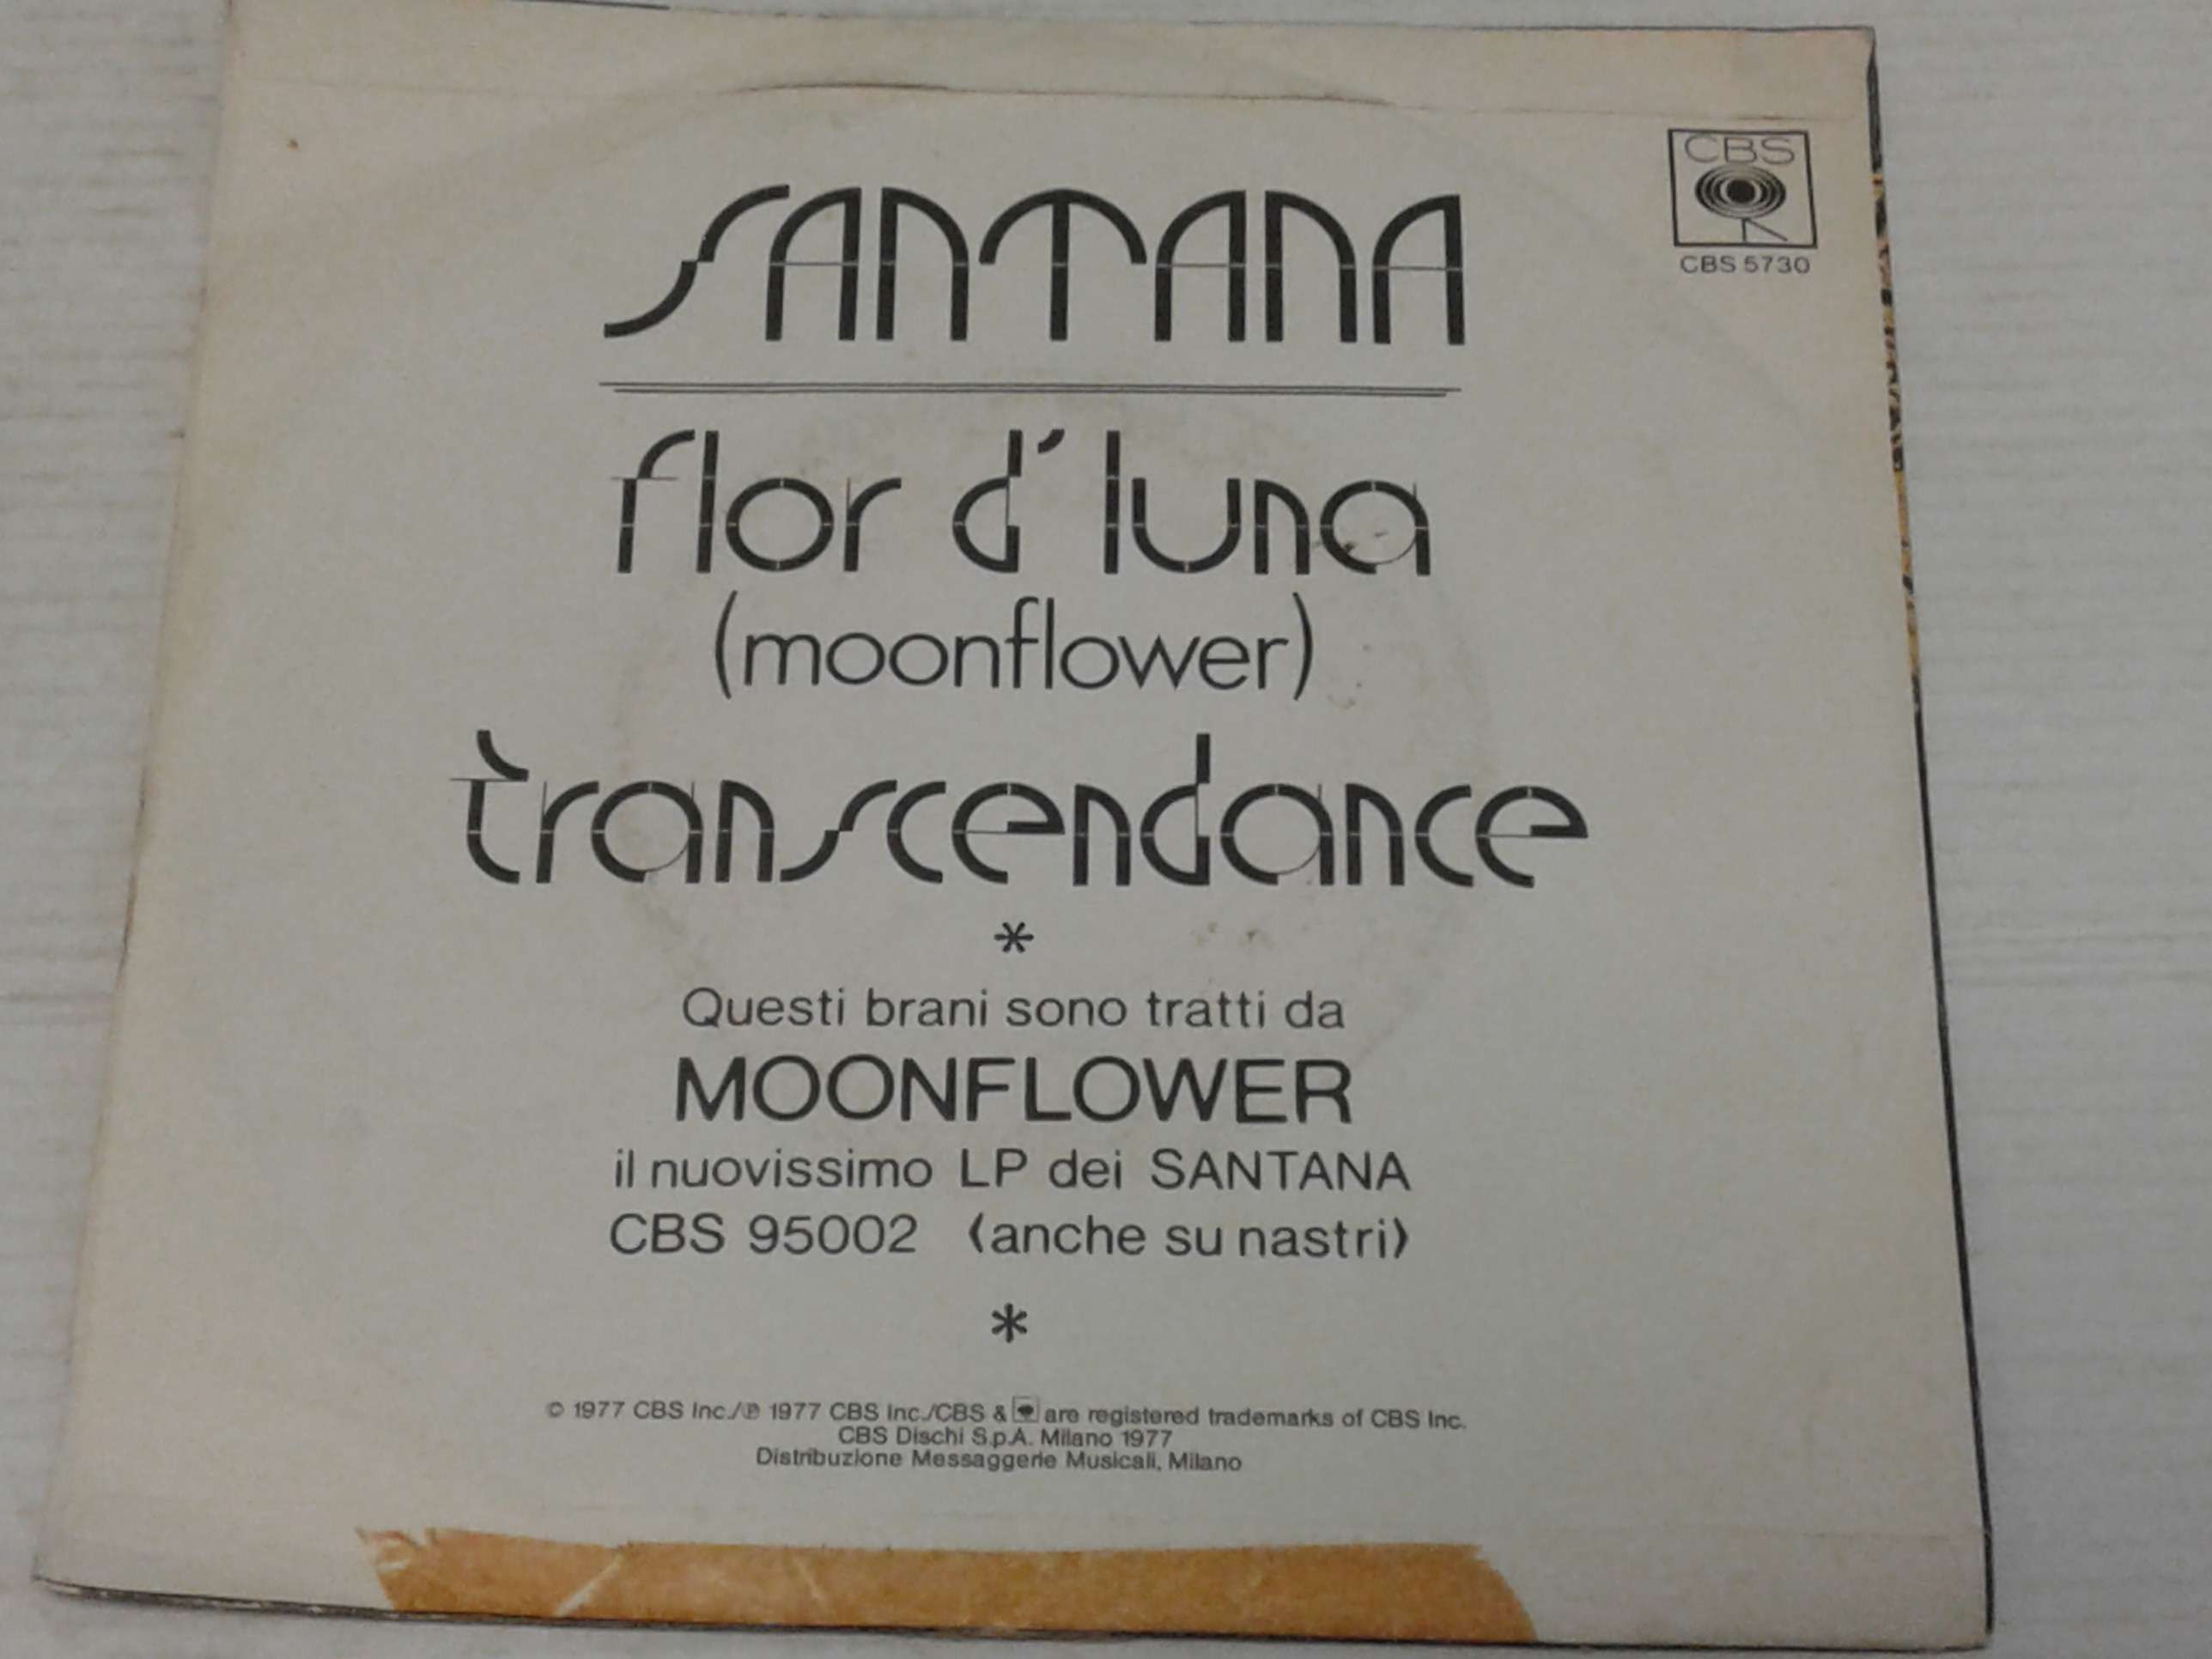 CBS
CBS 5730
SANTANA
flor d'luna
(moonflower)
transcendance
*
Questi brani sono tratti da
MOONFLOWER
il nuovissimo LP dei SANTANA
CBS 95002 (anche su nastri)
*
© 1977 CBS Inc./℗ 1977 CBS Inc./CBS & are registered trademarks of CBS Inc.
CBS Dischi S.p.A. Milano 1977
Distribuzione Messaggerie Musicali, Milano